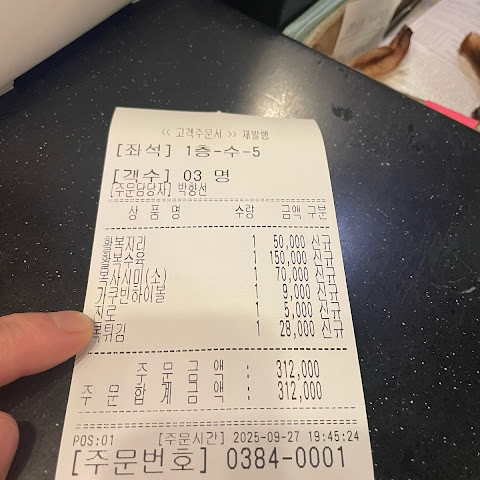 << 고객주문서 >> 재발행
[좌석] 1층-수-5
[객수] 03 명
[주문담당자] 박향선
상 품 명 수량 금액 구분
활복지리 1 50,000 신규
활복수육 1 150,000 신규
복사시미(소) 1 70,000 신규
가쿠빈하이볼 1 9,000 신규
진로 1 5,000 신규
복튀김 1 28,000 신규
주 문 금 액 : 312,000
주 문 합 계 금 액 : 312,000
POS:01 [주문시간] 2025-09-27 19:45:24
[주문번호] 0384-0001